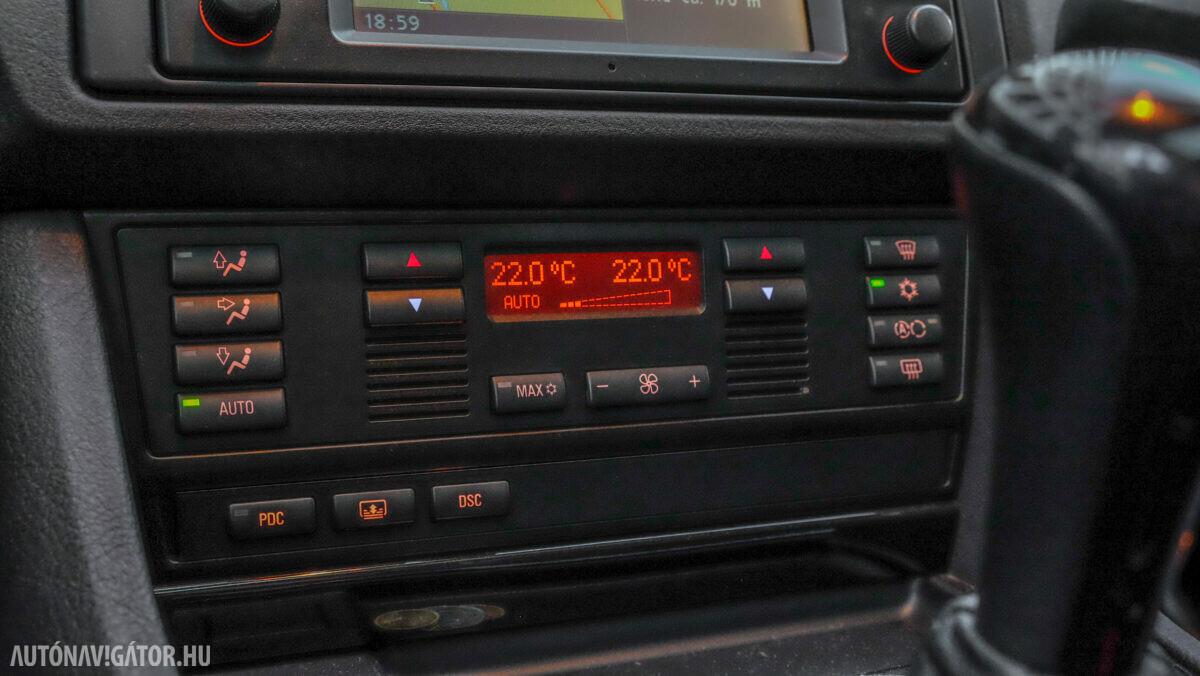 18:59
22.0°C 22.0°C
AUTO
AUTO
MAX
− +
A
PDC
DSC
AUTÓNAVIGÁTOR.HU